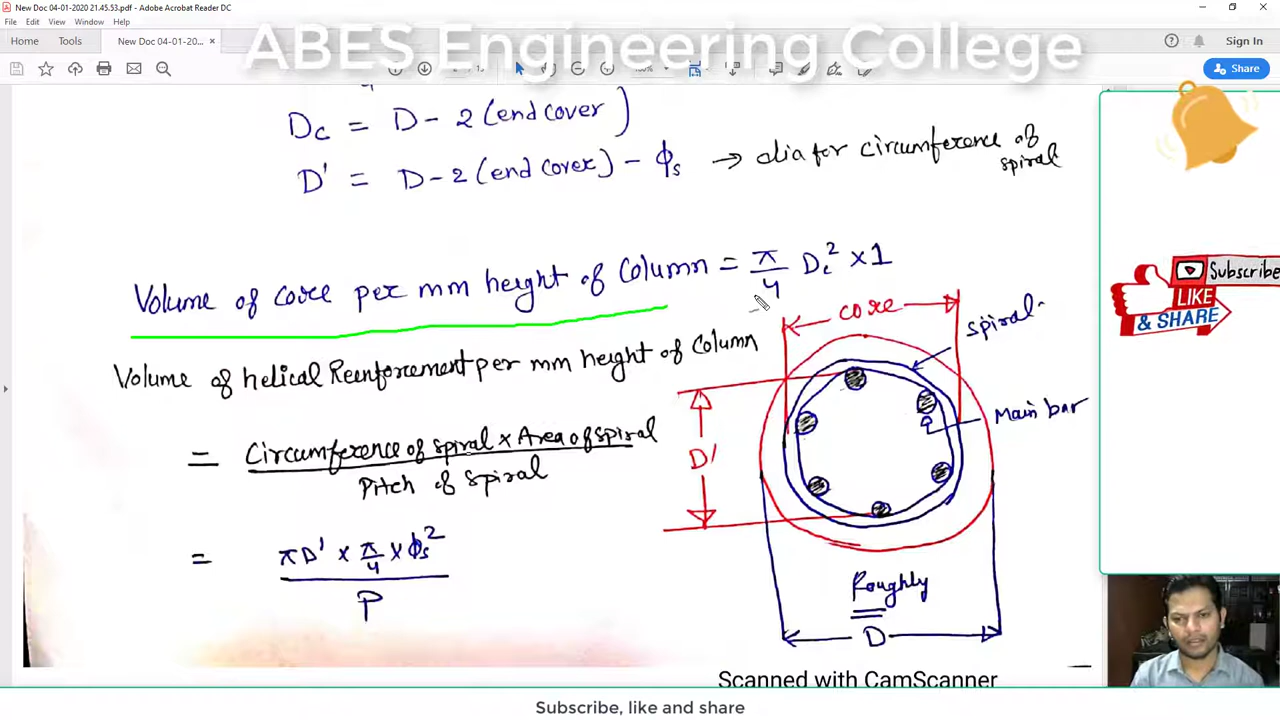 New Doc 04-01-2020 21.45.53.pdf - Adobe Acrobat Reader DC
File Edit View Window Help
Home Tools New Doc 04-01-20... × Sign In
ABES Engineering College
Share
Dc = D - 2 (end cover)
D' = D - 2 (end cover) - ϕs → dia for circumference of spiral
Volume of core per mm height of Column = π/4 Dc² × 1
core
spiral
Volume of helical Reenforcement per mm height of Column
Main bar
= Circumference of spiral × Area of spiral
Pitch of spiral
D'
= πD' × π/4 × ϕs²
P
Roughly
D
Subscribe
LIKE
& SHARE
Scanned with CamScanner
Subscribe, like and share